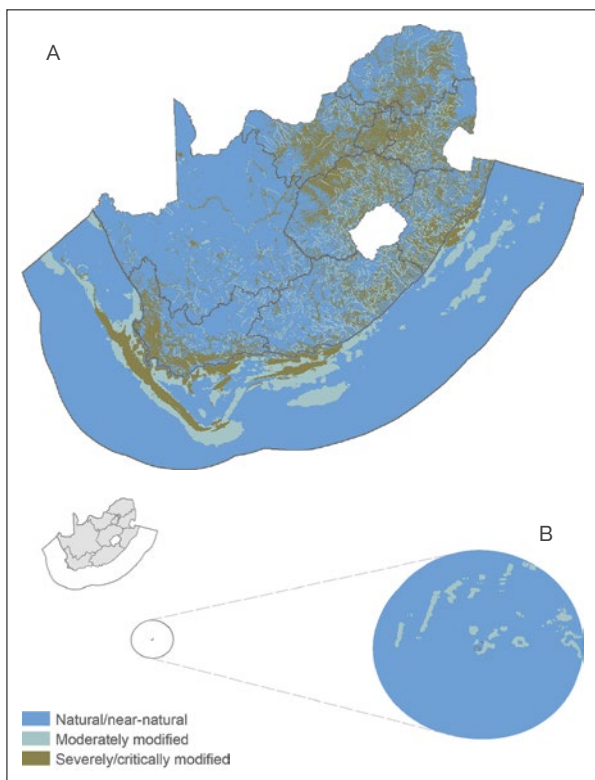 A
B
Natural/near-natural
Moderately modified
Severely/critically modified